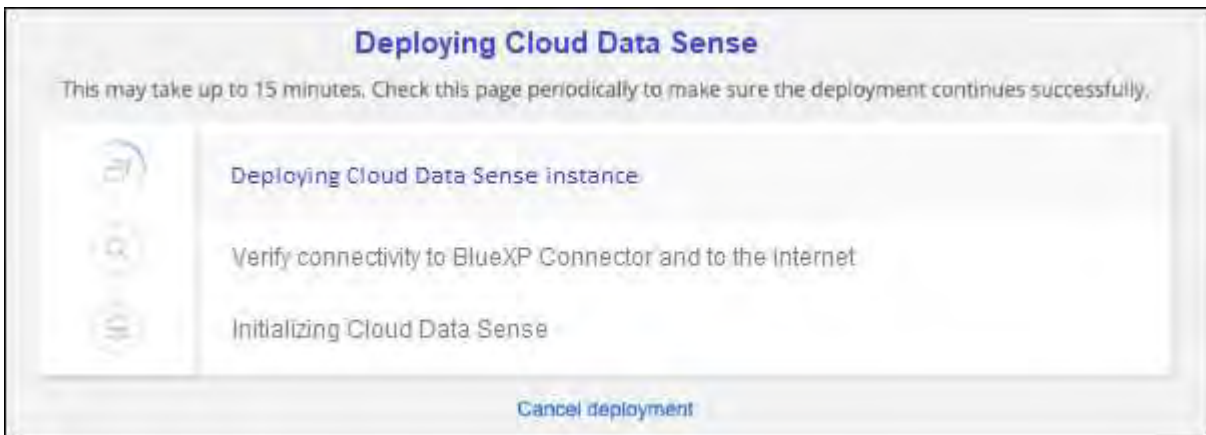 Deploying Cloud Data Sense
This may take up to 15 minutes. Check this page periodically to make sure the deployment continues successfully.
Deploying Cloud Data Sense instance
Verify connectivity to BlueXP Connector and to the Internet
Initializing Cloud Data Sense
Cancel deployment